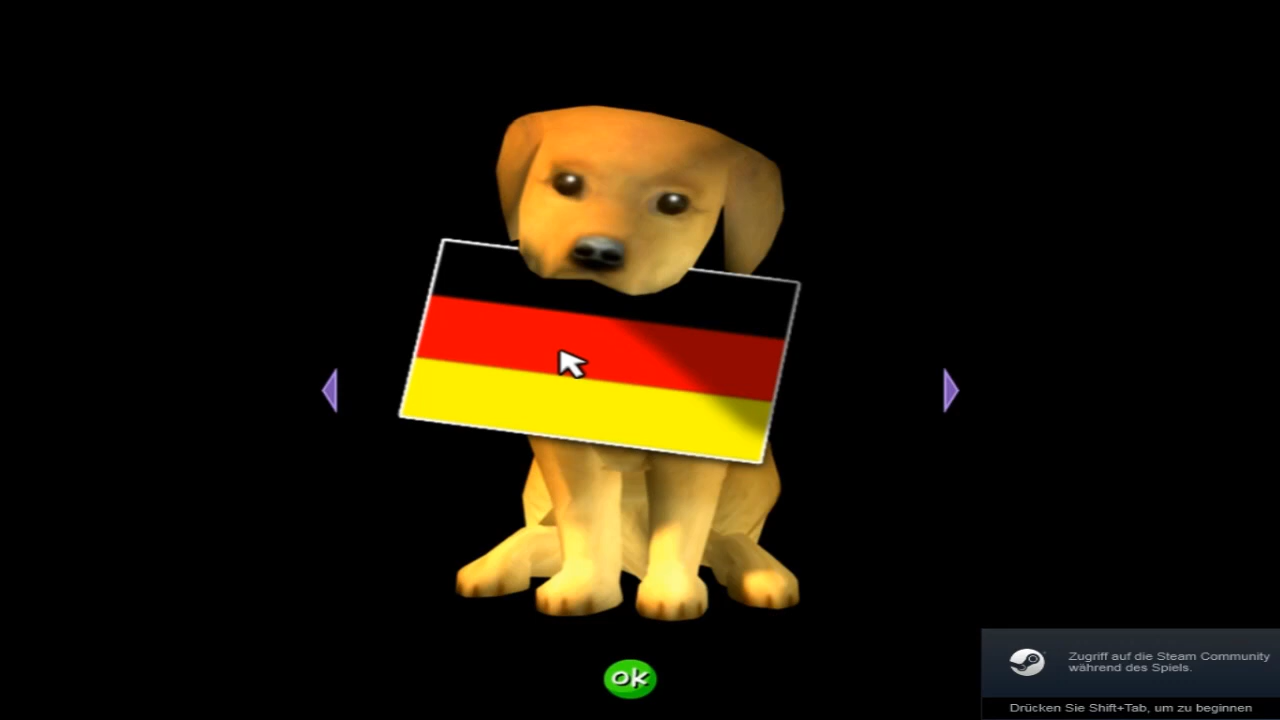 ok
Zugriff auf die Steam Community
während des Spiels.
Drücken Sie Shift+Tab, um zu beginnen